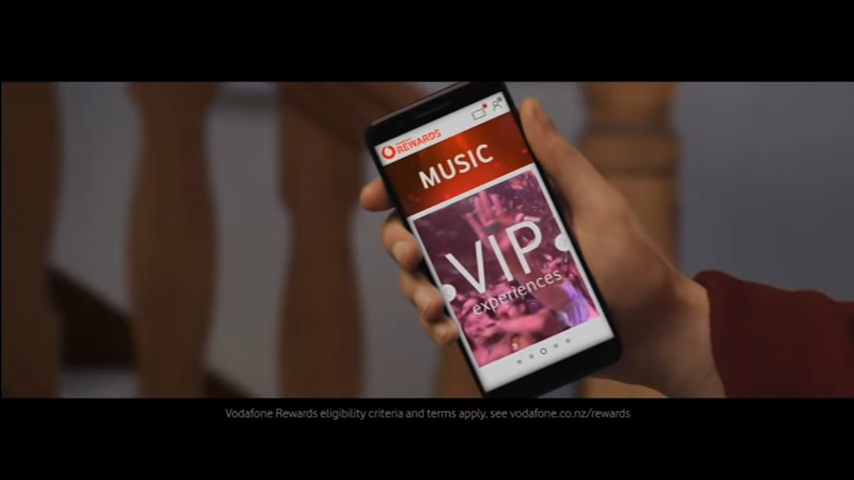 REWARDS
MUSIC
VIP
experiences
Vodafone Rewards eligibility criteria and terms apply, see vodafone.co.nz/rewards